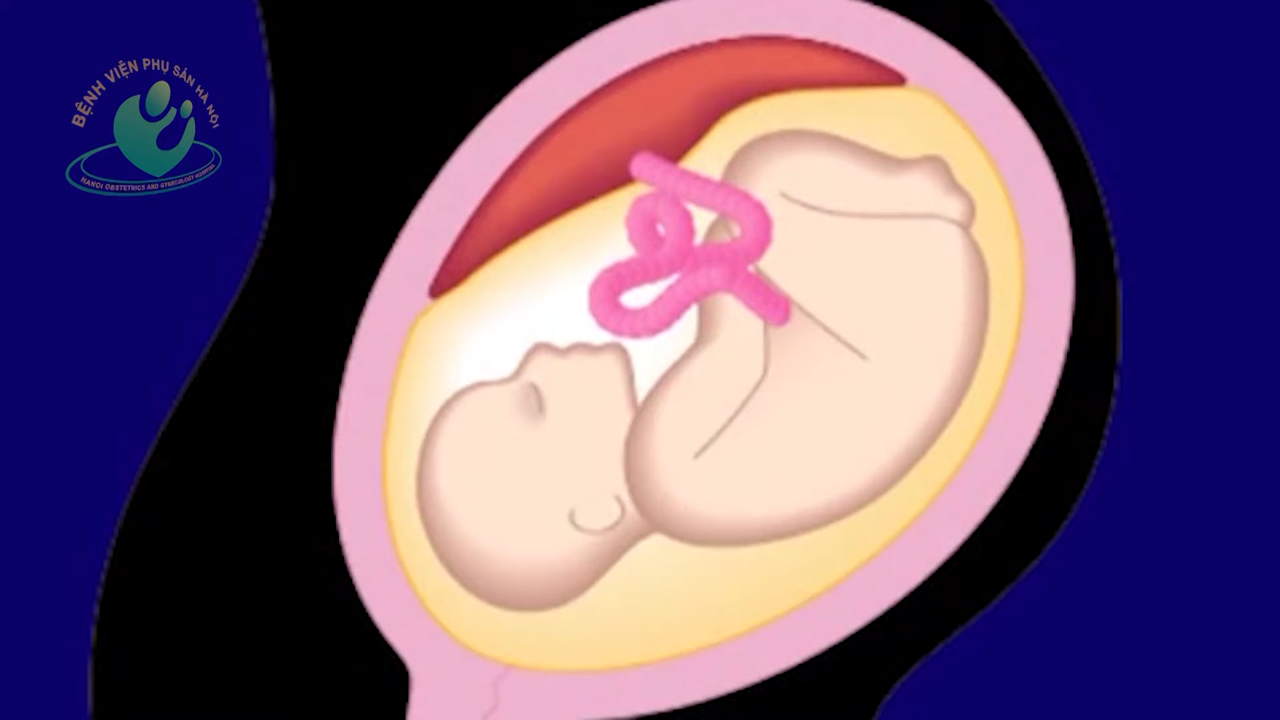 BỆNH VIỆN PHỤ SẢN HÀ NỘI
HANOI OBSTETRICS AND GYNECOLOGY HOSPITAL